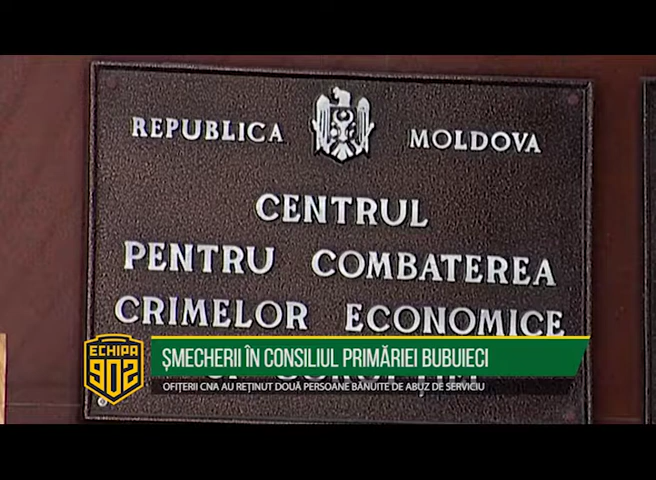 REPUBLICA MOLDOVA
CENTRUL
PENTRU COMBATEREA
CRIMELOR ECONOMICE
ECHIPA
902
ȘMECHERII ÎN CONSILIUL PRIMĂRIEI BUBUIECI
OFIȚERII CNA AU REȚINUT DOUĂ PERSOANE BĂNUITE DE ABUZ DE SERVICIU